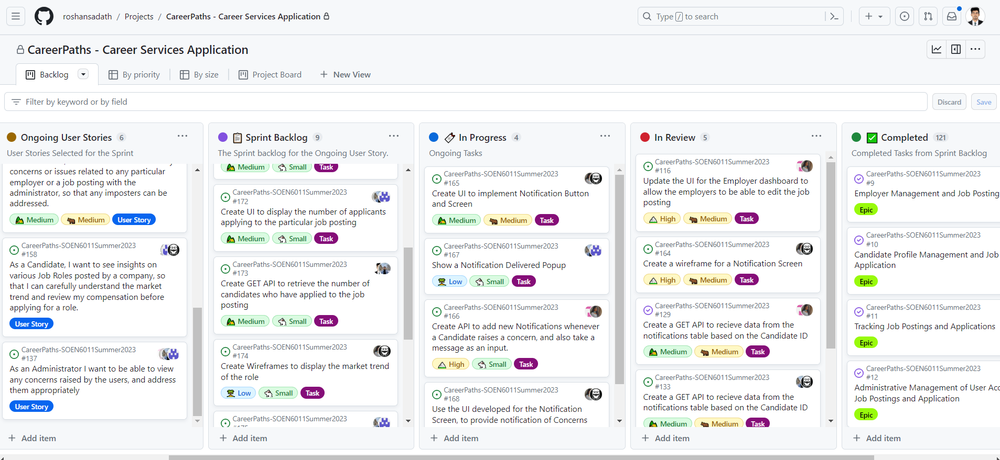 roshansadath / Projects / CareerPaths - Career Services Application
Type / to search
CareerPaths - Career Services Application
Backlog
By priority
By size
Project Board
New View
Filter by keyword or by field
Discard
Save
Ongoing User Stories 6
User Stories Selected for the Sprint
concerns or issues related to any particular
employer or a job posting with the
administrator, so that any imposters can be
addressed.
Medium Medium User Story
CareerPaths-SOEN6011Summer2023
#158
As a Candidate, I want to see insights on
various Job Roles posted by a company, so
that I can carefully understand the market
trend and review my compensation before
applying for a role.
User Story
CareerPaths-SOEN6011Summer2023
#137
As an Administrator I want to be able to view
any concerns raised by the users, and address
them appropriately
User Story
Add item
Sprint Backlog 9
The Sprint backlog for the Ongoing User Story.
Medium Small Task
CareerPaths-SOEN6011Summer2023
#172
Create UI to display the number of applicants
applying to the particular job posting
Medium Small Task
CareerPaths-SOEN6011Summer2023
#173
Create GET API to retrieve the number of
candidates who have applied to the job
posting
Medium Small Task
CareerPaths-SOEN6011Summer2023
#174
Create Wireframes to display the market trend
of the role
Low Small Task
CareerPaths-SOEN6011Summer2023
Add item
In Progress 4
Ongoing Tasks
CareerPaths-SOEN6011Summer2023
#165
Create UI to implement Notification Button
and Screen
Medium Medium Task
CareerPaths-SOEN6011Summer2023
#167
Show a Notification Delivered Popup
Low Small Task
CareerPaths-SOEN6011Summer2023
#166
Create API to add new Notifications whenever
a Candidate raises a concern, and also take a
message as an input.
High Small Task
CareerPaths-SOEN6011Summer2023
#168
Use the UI developed for the Notification
Screen, to provide notification of Concerns
Add item
In Review 5
CareerPaths-SOEN6011Summer2023
#116
Update the UI for the Employer dashboard to
allow the employers to be able to edit the job
posting
High Medium Task
CareerPaths-SOEN6011Summer2023
#164
Create a wireframe for a Notification Screen
High Medium Task
CareerPaths-SOEN6011Summer2023
#129
Create a GET API to recieve data from the
notifications table based on the Candidate ID
Medium Medium Task
CareerPaths-SOEN6011Summer2023
#133
Create a GET API to recieve data from the
notifications table based on the Candidate ID
Medium Medium Task
Add item
Completed 121
Completed Tasks from Sprint Backlog
CareerPaths-SOEN6011Summer2023
#9
Employer Management and Job Posting
Epic
CareerPaths-SOEN6011Summer2023
#10
Candidate Profile Management and Job
Application
Epic
CareerPaths-SOEN6011Summer2023
#11
Tracking Job Postings and Applications
Epic
CareerPaths-SOEN6011Summer2023
#12
Administrative Management of User Acc
Job Postings and Application
Epic
Add item